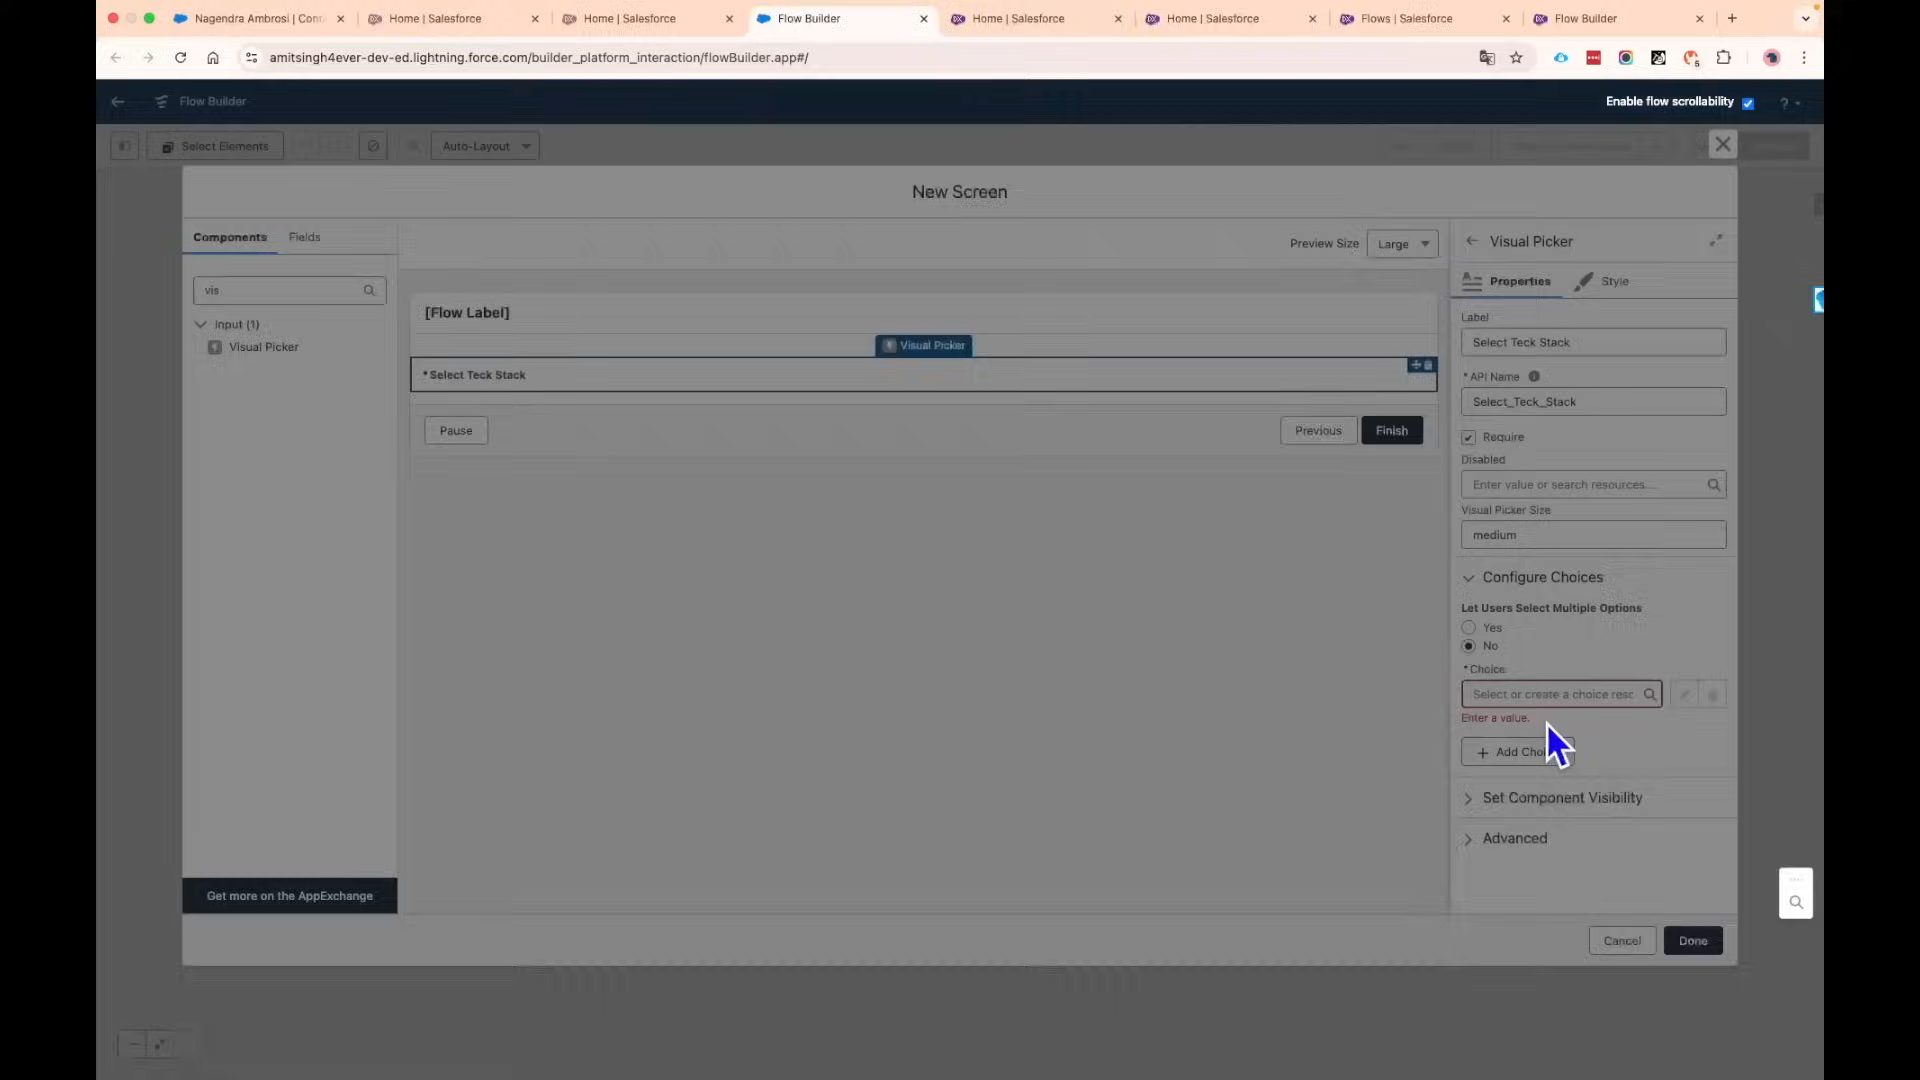 Nagendra Ambrosi | Cont
Home | Salesforce
Home | Salesforce
Flow Builder
Home | Salesforce
Home | Salesforce
Flows | Salesforce
Flow Builder
amitsingh4ever-dev-ed.lightning.force.com/builder_platform_interaction/flowBuilder.app#/
5
Flow Builder
Enable flow scrollability
?
Select Elements
Auto-Layout
New Screen
Components
Fields
Preview Size
Large
Visual Picker
vis
Properties
Style
[Flow Label]
Label
Input (1)
Visual Picker
Select Teck Stack
Visual Picker
* Select Teck Stack
* API Name
Select_Teck_Stack
Pause
Previous
Finish
Require
Disabled
Enter value or search resources...
Visual Picker Size
medium
Configure Choices
Let Users Select Multiple Options
Yes
No
* Choice
Select or create a choice resc
Enter a value.
Add Cho
Set Component Visibility
Advanced
Get more on the AppExchange
Cancel
Done